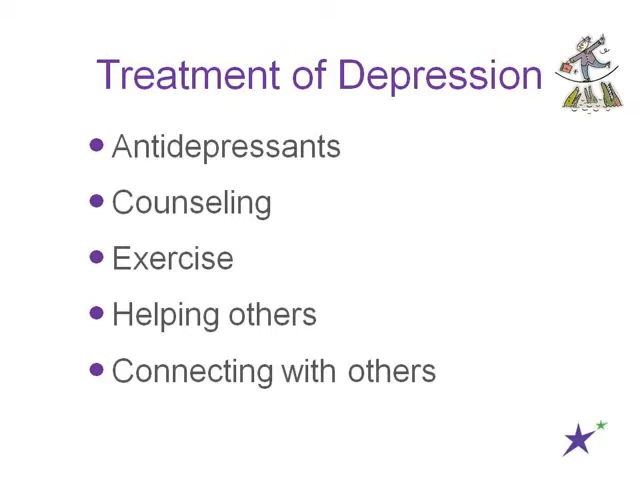 Treatment of Depression
Antidepressants
Counseling
Exercise
Helping others
Connecting with others